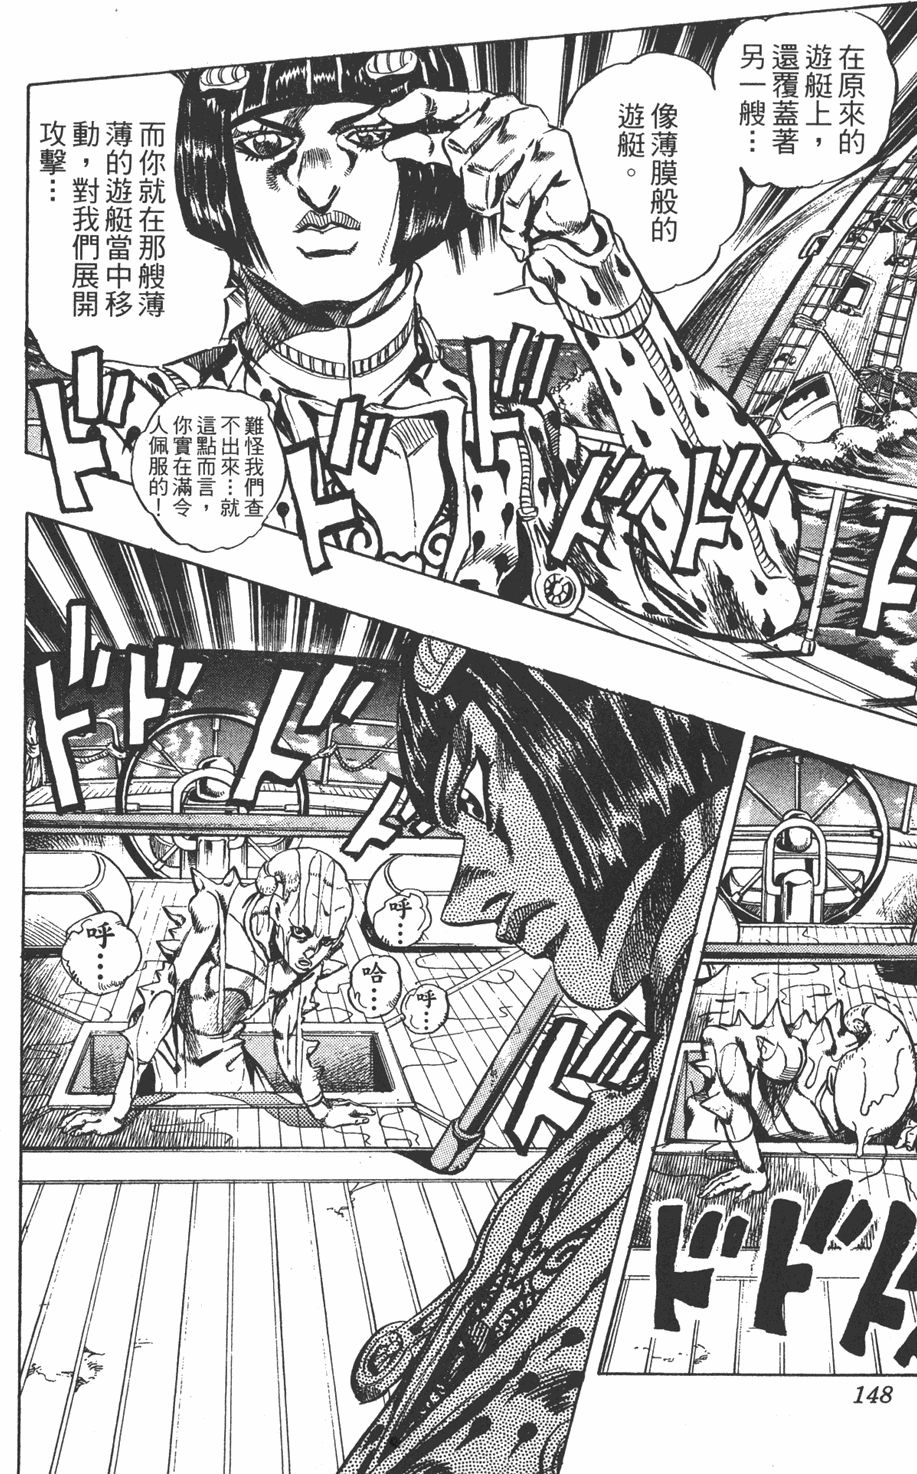 在原來的
遊艇上，
還覆蓋著
另一艘…
像薄膜般的
遊艇。
而你就在那艘薄
薄的遊艇當中移
動，對我們展開
攻擊…
難怪我們查
不出來…就
這點而言，
你實在滿令
人佩服的！
ドドドドドド
ドドド
ドドドド
ド
呼…
哈…
呼…
呼…
ド
148